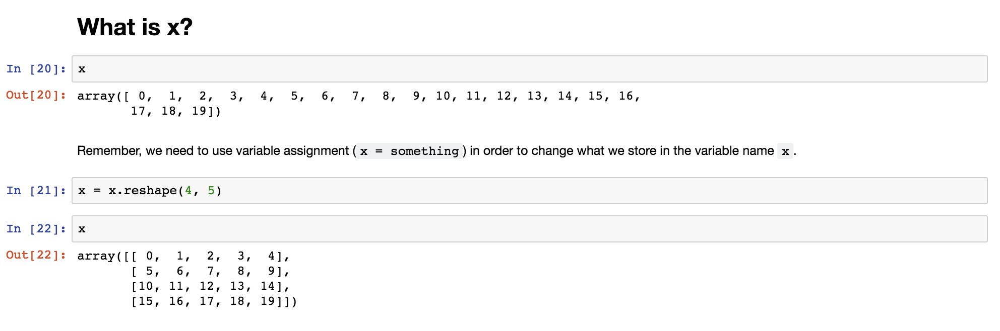 What is x?
In [20]: x
Out[20]: array([ 0,  1,  2,  3,  4,  5,  6,  7,  8,  9, 10, 11, 12, 13, 14, 15, 16,
       17, 18, 19])
Remember, we need to use variable assignment ( x = something ) in order to change what we store in the variable name x .
In [21]: x = x.reshape(4, 5)
In [22]: x
Out[22]: array([[ 0,  1,  2,  3,  4],
       [ 5,  6,  7,  8,  9],
       [10, 11, 12, 13, 14],
       [15, 16, 17, 18, 19]])